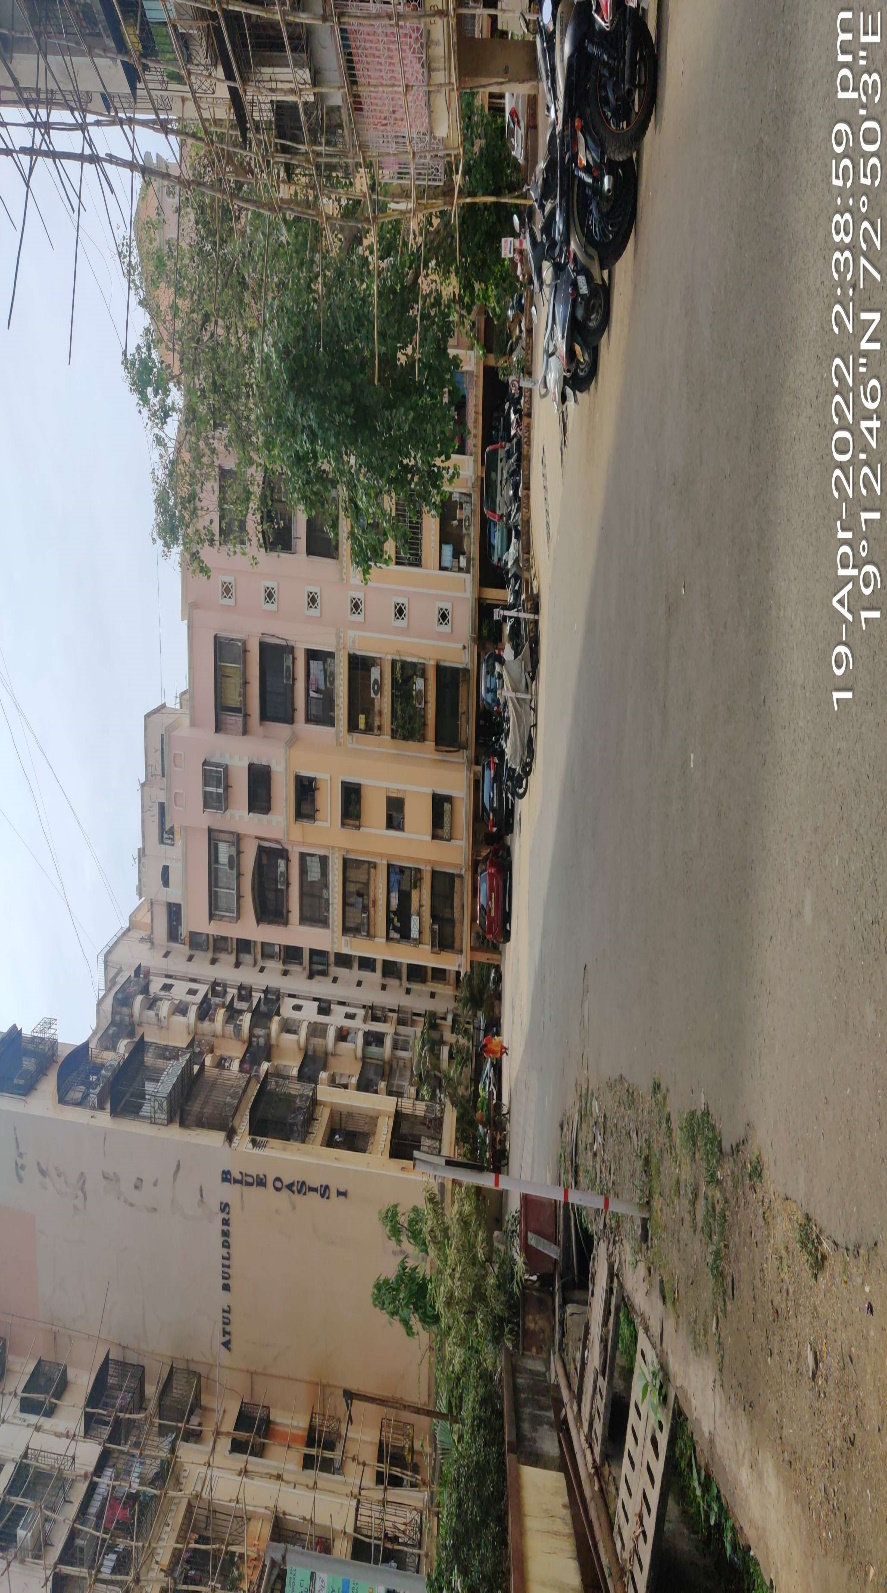 ATUL BUILDERS
BLUE
OASIS
I
19-Apr-2022 2:38:59 pm
19°12'46"N 72°50'3"E